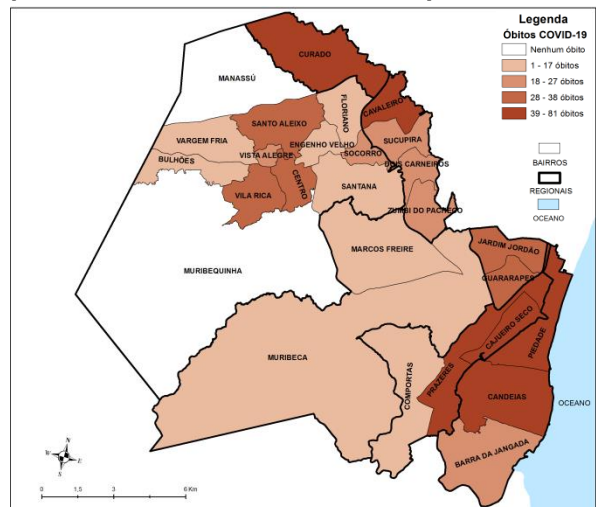 Legenda
Óbitos COVID-19
Nenhum óbito
1 - 17 óbitos
18 - 27 óbitos
28 - 38 óbitos
39 - 81 óbitos
BAIRROS
REGIONAIS
OCEANO
CURADO
MANASSÚ
FLORIANO
CAVALEIRO
SANTO ALEIXO
VARGEM FRIA
ENGENHO VELHO
SUCUPIRA
SOCORRO
VISTA ALEGRE
BULHÕES
DOIS CARNEIROS
CENTRO
VILA RICA
SANTANA
ZUMBI DO PACHECO
MARCOS FREIRE
JARDIM JORDÃO
MURIBEQUINHA
GUARARAPES
CAJUEIRO SECO
PIEDADE
MURIBECA
COMPORTAS
PRAZERES
CANDEIAS
OCEANO
BARRA DA JANGADA
N
W
E
S
0 1,5 3 6 Km